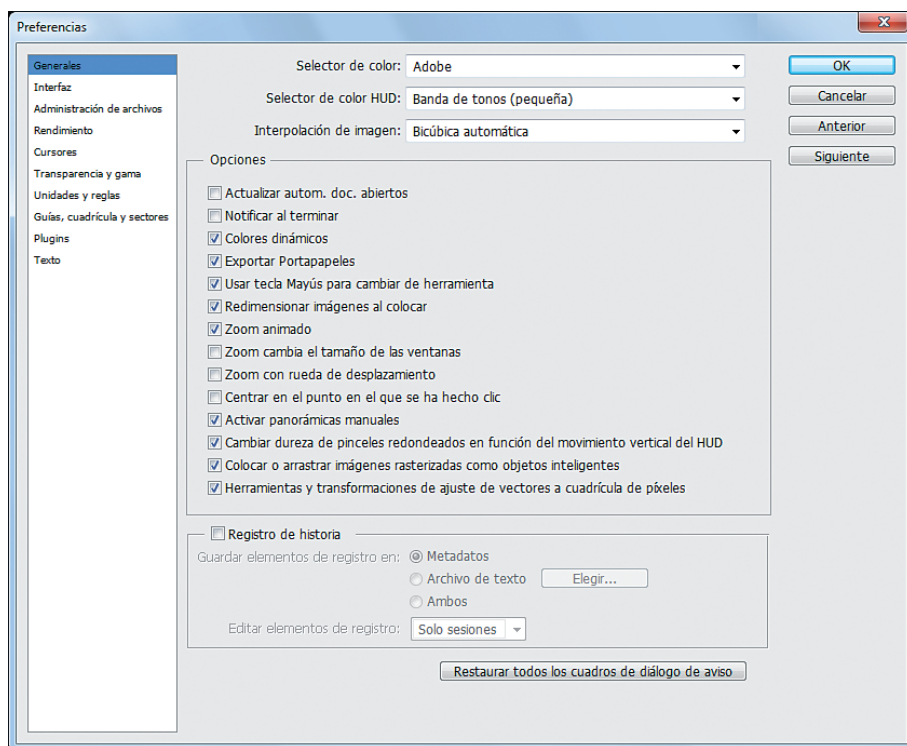 Preferencias
Generales
Interfaz
Administración de archivos
Rendimiento
Cursores
Transparencia y gama
Unidades y reglas
Guías, cuadrícula y sectores
Plugins
Texto
Selector de color: Adobe
Selector de color HUD: Banda de tonos (pequeña)
Interpolación de imagen: Bicúbica automática
Opciones
Actualizar autom. doc. abiertos
Notificar al terminar
Colores dinámicos
Exportar Portapapeles
Usar tecla Mayús para cambiar de herramienta
Redimensionar imágenes al colocar
Zoom animado
Zoom cambia el tamaño de las ventanas
Zoom con rueda de desplazamiento
Centrar en el punto en el que se ha hecho clic
Activar panorámicas manuales
Cambiar dureza de pinceles redondeados en función del movimiento vertical del HUD
Colocar o arrastrar imágenes rasterizadas como objetos inteligentes
Herramientas y transformaciones de ajuste de vectores a cuadrícula de píxeles
Registro de historia
Guardar elementos de registro en: Metadatos
Archivo de texto Elegir...
Ambos
Editar elementos de registro: Solo sesiones
Restaurar todos los cuadros de diálogo de aviso
OK
Cancelar
Anterior
Siguiente